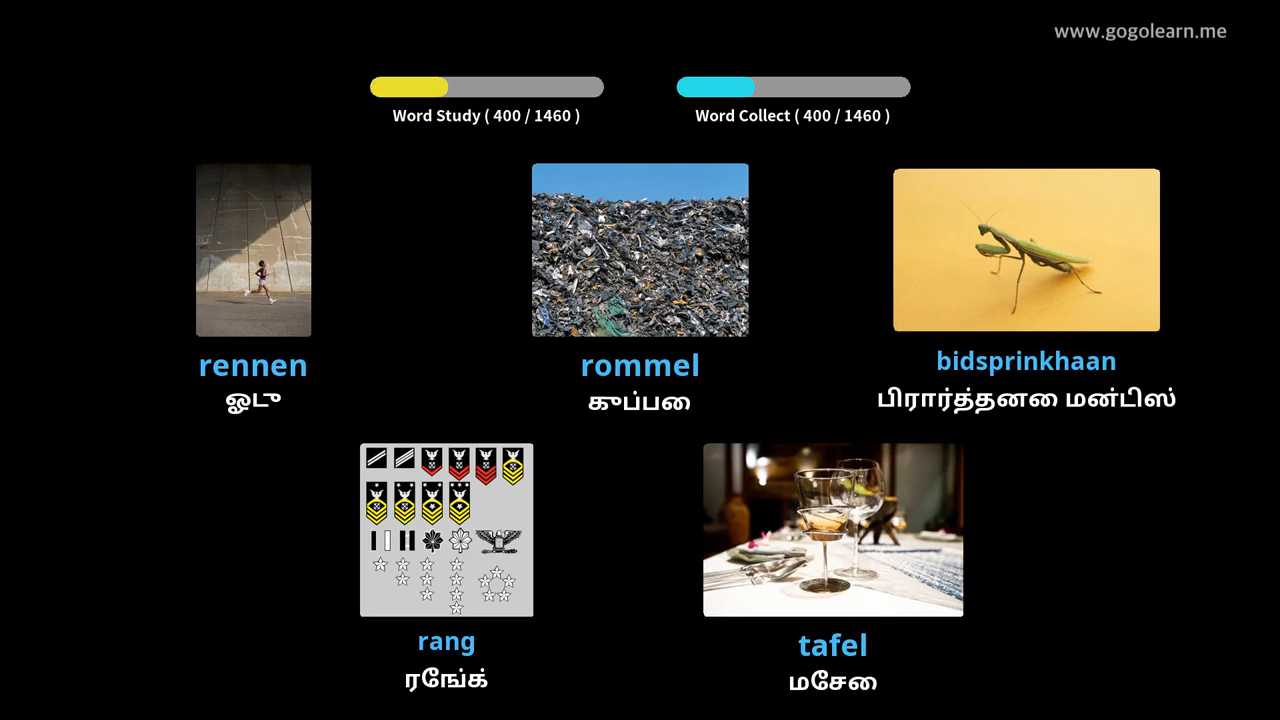 www.gogolearn.me
Word Study ( 400 / 1460 )
Word Collect ( 400 / 1460 )
rennen
ஓடு
rommel
குப்பை
bidsprinkhaan
பிரார்த்தனை மன்டிஸ்
rang
ரேங்க்
tafel
மேசை